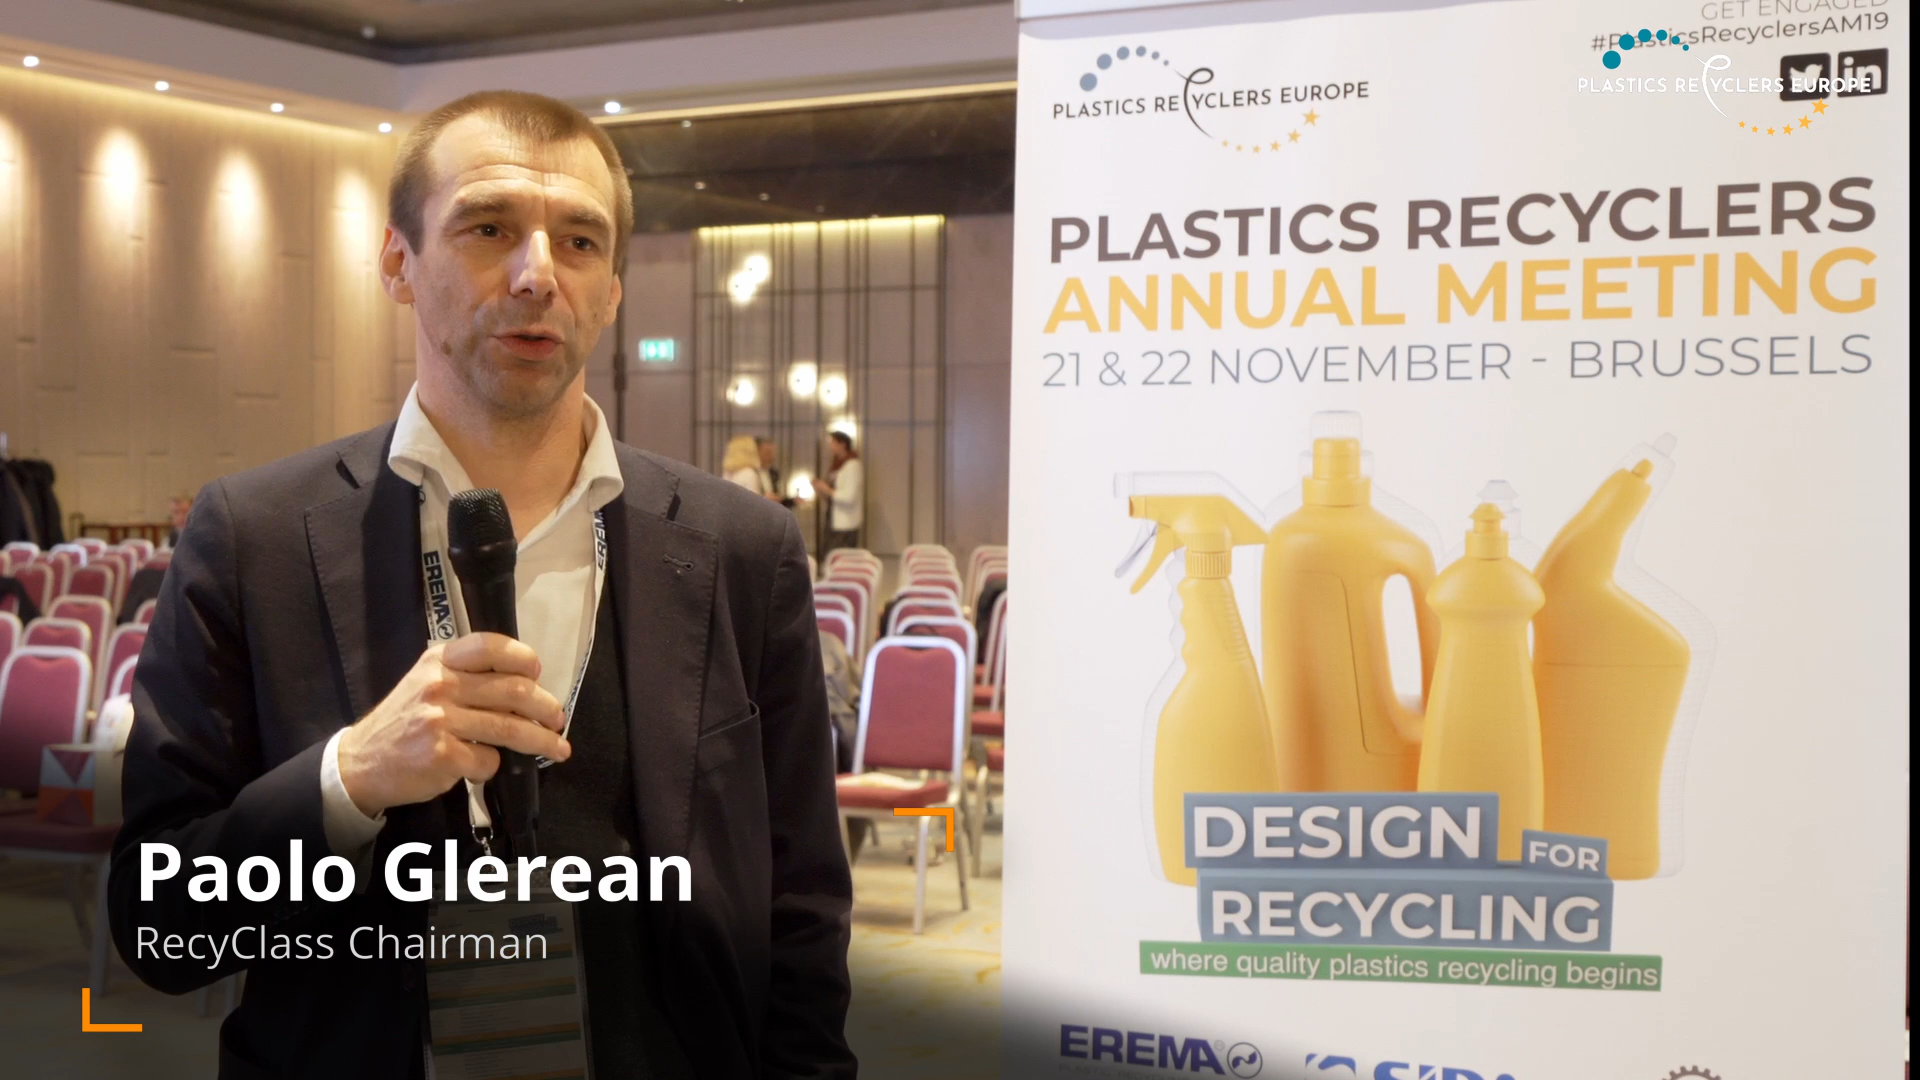 GET ENGAGED
#PlasticsRecyclersAM19
PLASTICS RECYCLERS EUROPE
PLASTICS RECYCLERS EUROPE
PLASTICS RECYCLERS
ANNUAL MEETING
21 & 22 NOVEMBER - BRUSSELS
DESIGN FOR
RECYCLING
where quality plastics recycling begins
EREMA
EREMA
EREMA
Paolo Glerean
RecyClass Chairman